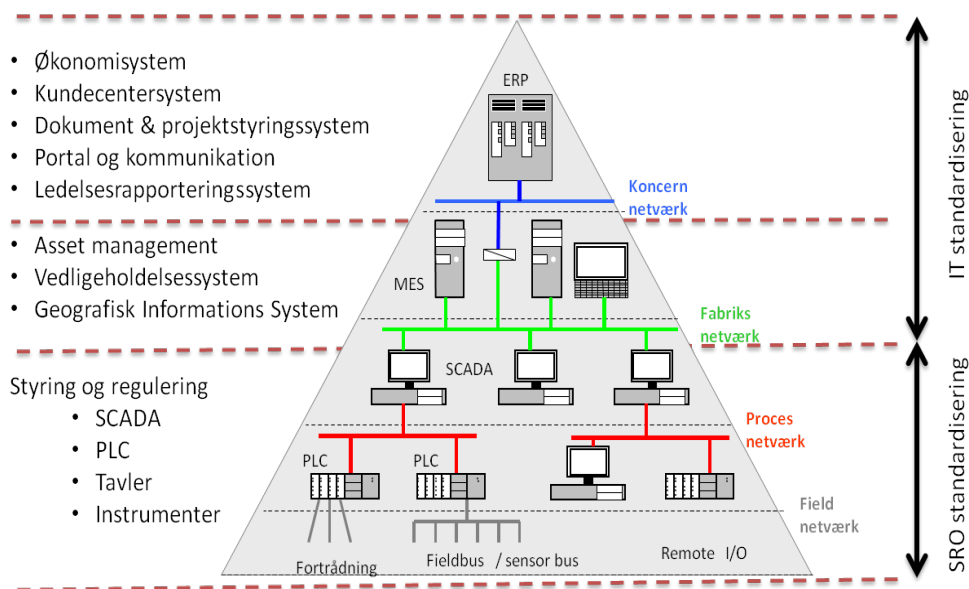 • Økonomisystem
• Kundecentersystem
• Dokument & projektstyringssystem
• Portal og kommunikation
• Ledelsesrapporteringssystem
• Asset management
• Vedligeholdelsessystem
• Geografisk Informations System
Styring og regulering
• SCADA
• PLC
• Tavler
• Instrumenter
ERP
Koncern
netværk
MES
Fabriks
netværk
SCADA
Proces
netværk
PLC
PLC
Field
netværk
Fortrådning
Fieldbus / sensor bus
Remote I/O
IT standardisering
SRO standardisering